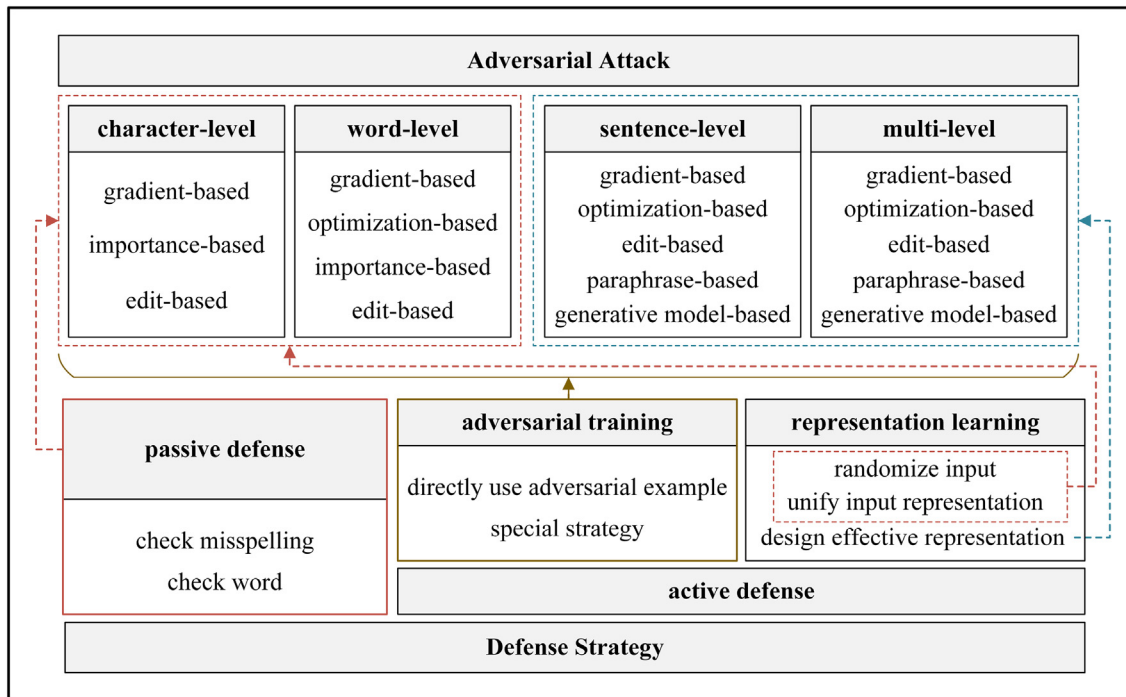 Adversarial Attack
character-level
gradient-based
importance-based
edit-based
word-level
gradient-based
optimization-based
importance-based
edit-based
sentence-level
gradient-based
optimization-based
edit-based
paraphrase-based
generative model-based
multi-level
gradient-based
optimization-based
edit-based
paraphrase-based
generative model-based
passive defense
check misspelling
check word
adversarial training
directly use adversarial example
special strategy
representation learning
randomize input
unify input representation
design effective representation
active defense
Defense Strategy